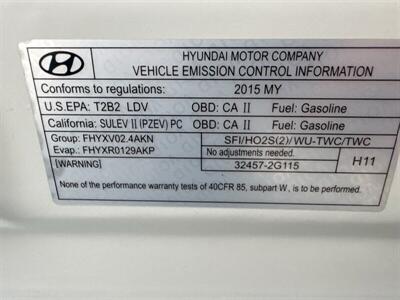 HYUNDAI MOTOR COMPANY
VEHICLE EMISSION CONTROL INFORMATION
Conforms to regulations: 2015 MY
U.S.EPA: T2B2 LDV OBD: CA II Fuel: Gasoline
California: SULEV II (PZEV) PC OBD: CA II Fuel: Gasoline
Group: FHYXV02.4AKN SFI/HO2S(2)/WU-TWC/TWC
Evap.: FHYXR0129AKP No adjustments needed. H11
[WARNING] 32457-2G115
None of the performance warranty requirements of 40CFR 85, subpart W, is to be voided